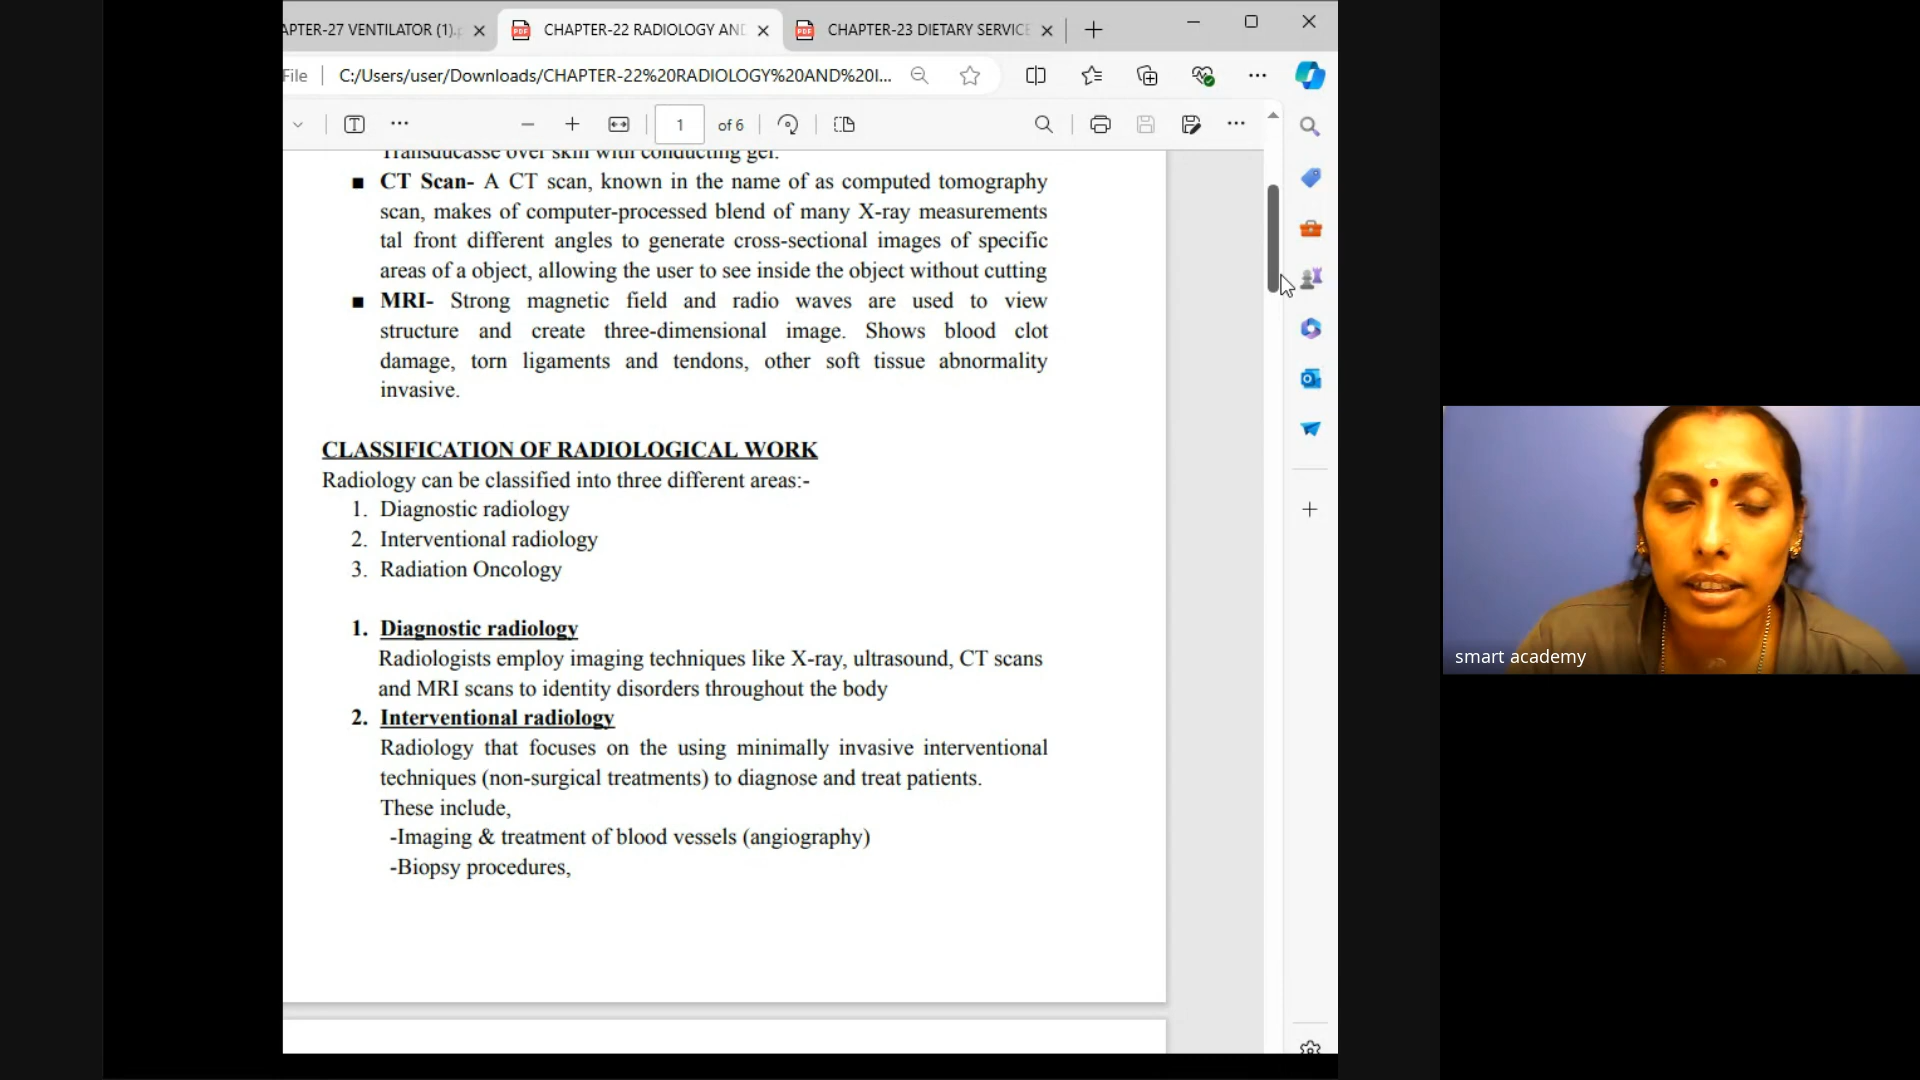 APTER-27 VENTILATOR (1).p
CHAPTER-22 RADIOLOGY AND
CHAPTER-23 DIETARY SERVICE
File
C:/Users/user/Downloads/CHAPTER-22%20RADIOLOGY%20AND%20I...
1 of 6
Transducasse over skin with conducting gel.
■ CT Scan- A CT scan, known in the name of as computed tomography
scan, makes of computer-processed blend of many X-ray measurements
tal front different angles to generate cross-sectional images of specific
areas of a object, allowing the user to see inside the object without cutting
■ MRI- Strong magnetic field and radio waves are used to view
structure and create three-dimensional image. Shows blood clot
damage, torn ligaments and tendons, other soft tissue abnormality
invasive.
CLASSIFICATION OF RADIOLOGICAL WORK
Radiology can be classified into three different areas:-
1. Diagnostic radiology
2. Interventional radiology
3. Radiation Oncology
1. Diagnostic radiology
Radiologists employ imaging techniques like X-ray, ultrasound, CT scans
and MRI scans to identity disorders throughout the body
2. Interventional radiology
Radiology that focuses on the using minimally invasive interventional
techniques (non-surgical treatments) to diagnose and treat patients.
These include,
-Imaging & treatment of blood vessels (angiography)
-Biopsy procedures,
smart academy